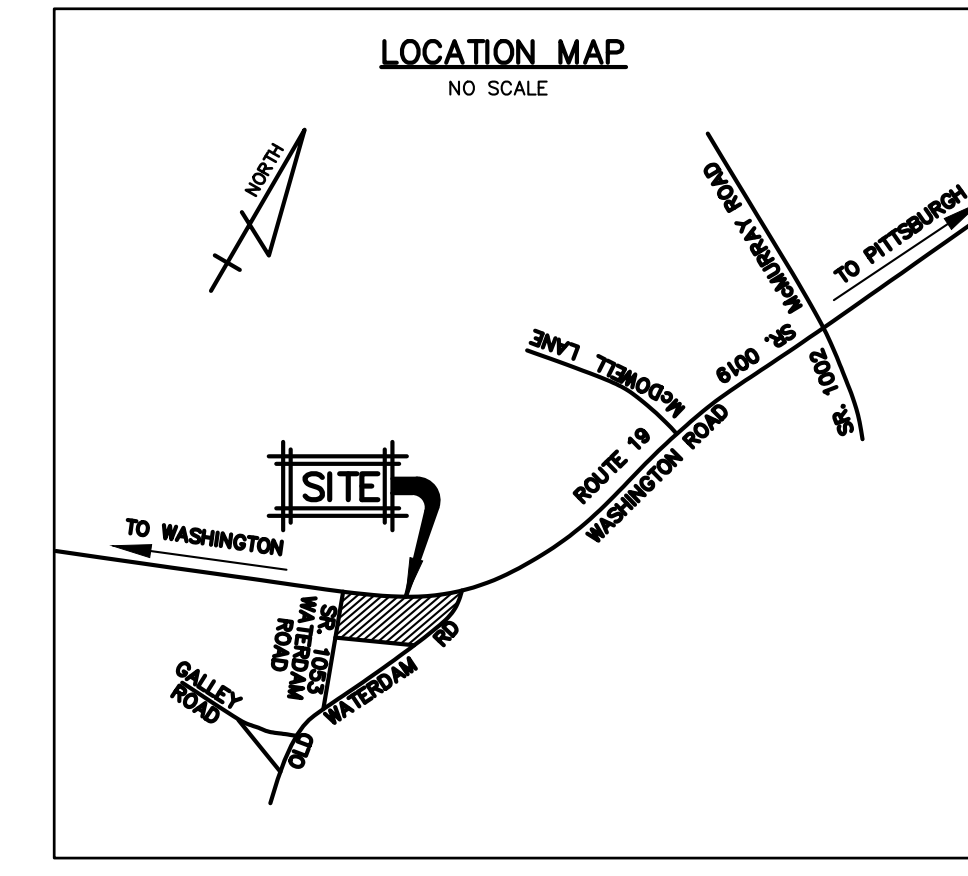 LOCATION MAP
NO SCALE
NORTH
McMURRAY ROAD
TO PITTSBURGH
SR. 0019
SR. 1002
McDOWELL LANE
ROUTE 19
WASHINGTON ROAD
SITE
TO WASHINGTON
SR. 1053
WATERDAM
ROAD
RD
WATERDAM
OLD
GALLEY
ROAD